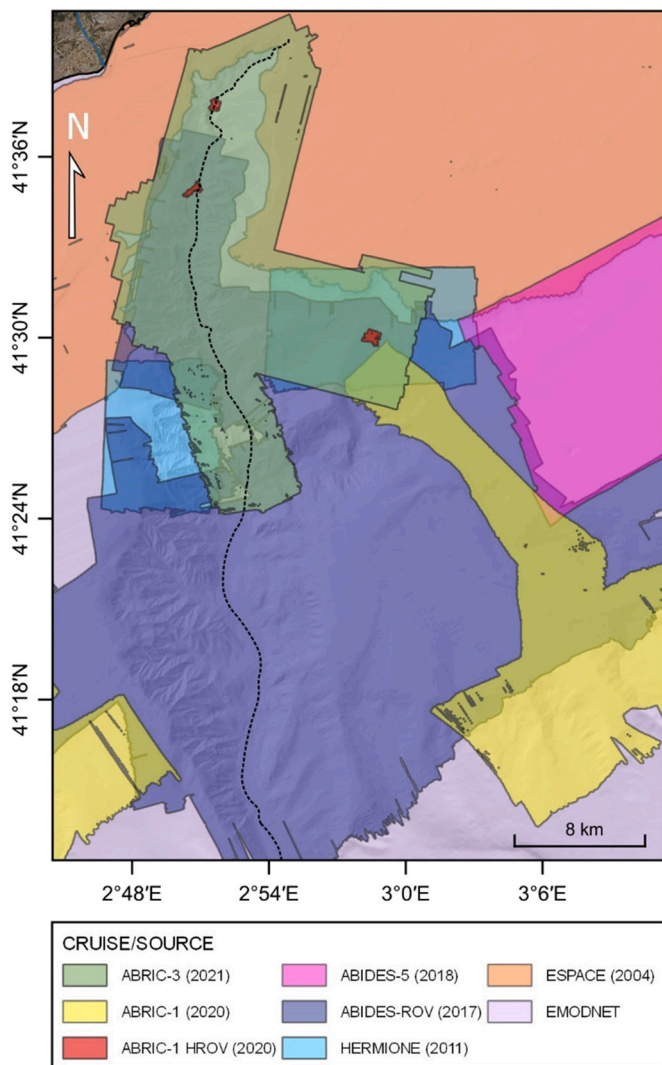 N
41°36'N
41°30'N
41°24'N
41°18'N
8 km
2°48'E
2°54'E
3°0'E
3°6'E
CRUISE/SOURCE
ABRIC-3 (2021)
ABIDES-5 (2018)
ESPACE (2004)
ABRIC-1 (2020)
ABIDES-ROV (2017)
EMODNET
ABRIC-1 HROV (2020)
HERMIONE (2011)